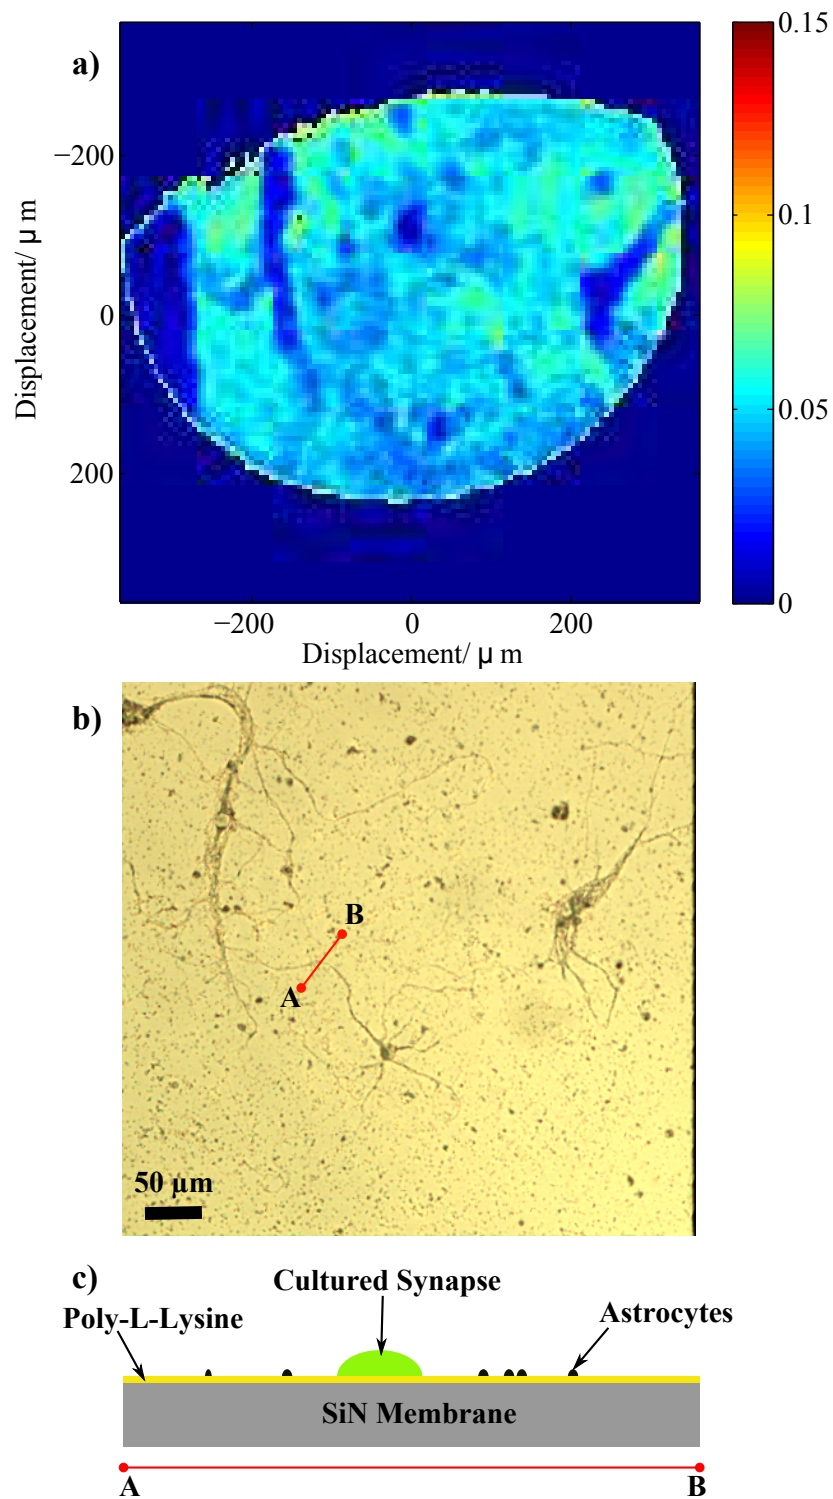 a)
0.15
0.1
0.05
0
−200
0
200
Displacement/ μ m
−200 0 200
Displacement/ μ m
b)
B
A
50 μm
c)
Cultured Synapse
Poly-L-Lysine
Astrocytes
SiN Membrane
A B